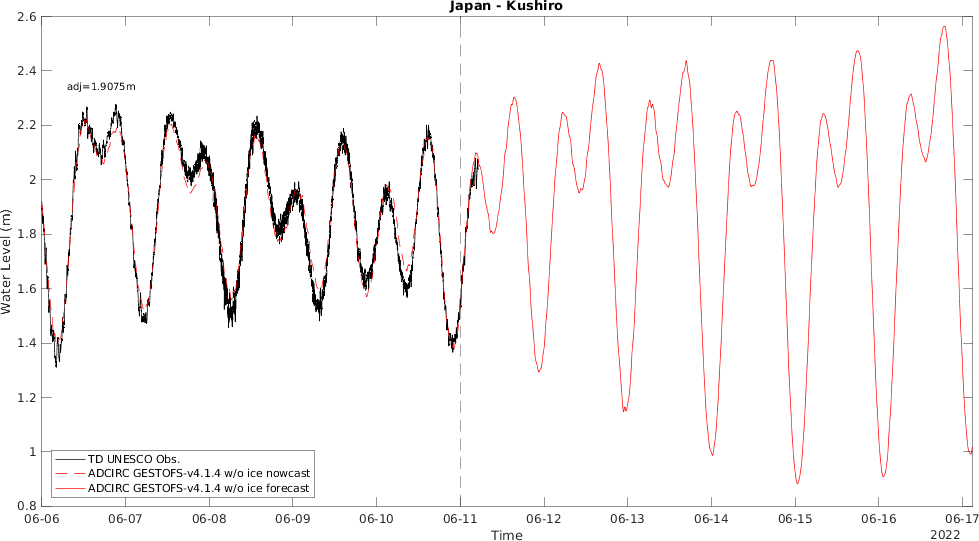 Japan - Kushiro
2.6
2.4
2.2
2
1.8
1.6
1.4
1.2
1
0.8
Water Level (m)
adj=1.9075m
TD UNESCO Obs.
ADCIRC GESTOFS-v4.1.4 w/o ice nowcast
ADCIRC GESTOFS-v4.1.4 w/o ice forecast
06-06 06-07 06-08 06-09 06-10 06-11 06-12 06-13 06-14 06-15 06-16 06-17
Time
2022